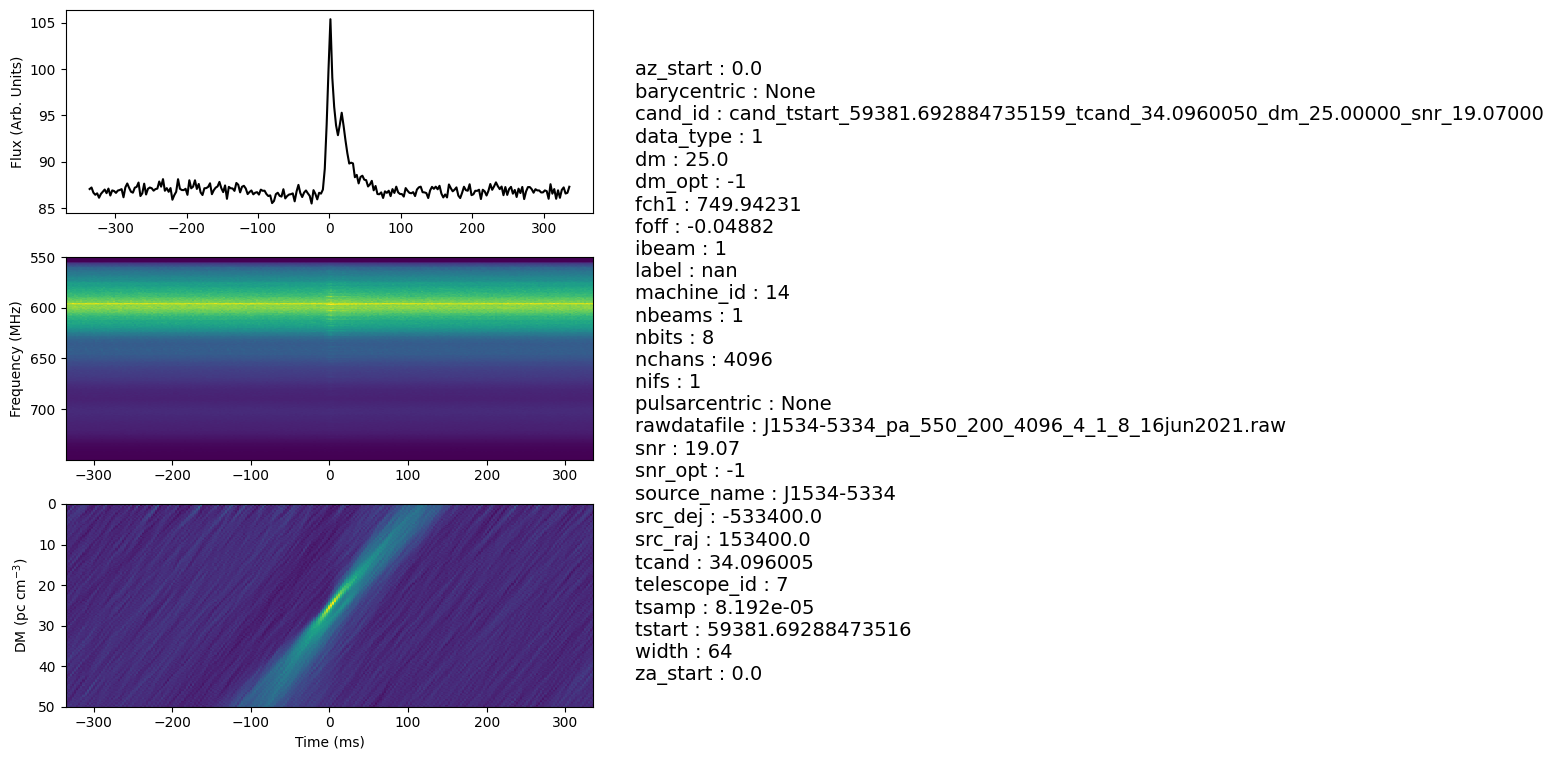 105
100
95
90
85
Flux (Arb. Units)
−300 −200 −100 0 100 200 300
550
600
650
700
Frequency (MHz)
−300 −200 −100 0 100 200 300
0
10
20
30
40
50
DM (pc cm⁻³)
−300 −200 −100 0 100 200 300
Time (ms)
az_start : 0.0
barycentric : None
cand_id : cand_tstart_59381.692884735159_tcand_34.0960050_dm_25.00000_snr_19.07000
data_type : 1
dm : 25.0
dm_opt : -1
fch1 : 749.94231
foff : -0.04882
ibeam : 1
label : nan
machine_id : 14
nbeams : 1
nbits : 8
nchans : 4096
nifs : 1
pulsarcentric : None
rawdatafile : J1534-5334_pa_550_200_4096_4_1_8_16jun2021.raw
snr : 19.07
snr_opt : -1
source_name : J1534-5334
src_dej : -533400.0
src_raj : 153400.0
tcand : 34.096005
telescope_id : 7
tsamp : 8.192e-05
tstart : 59381.69288473516
width : 64
za_start : 0.0